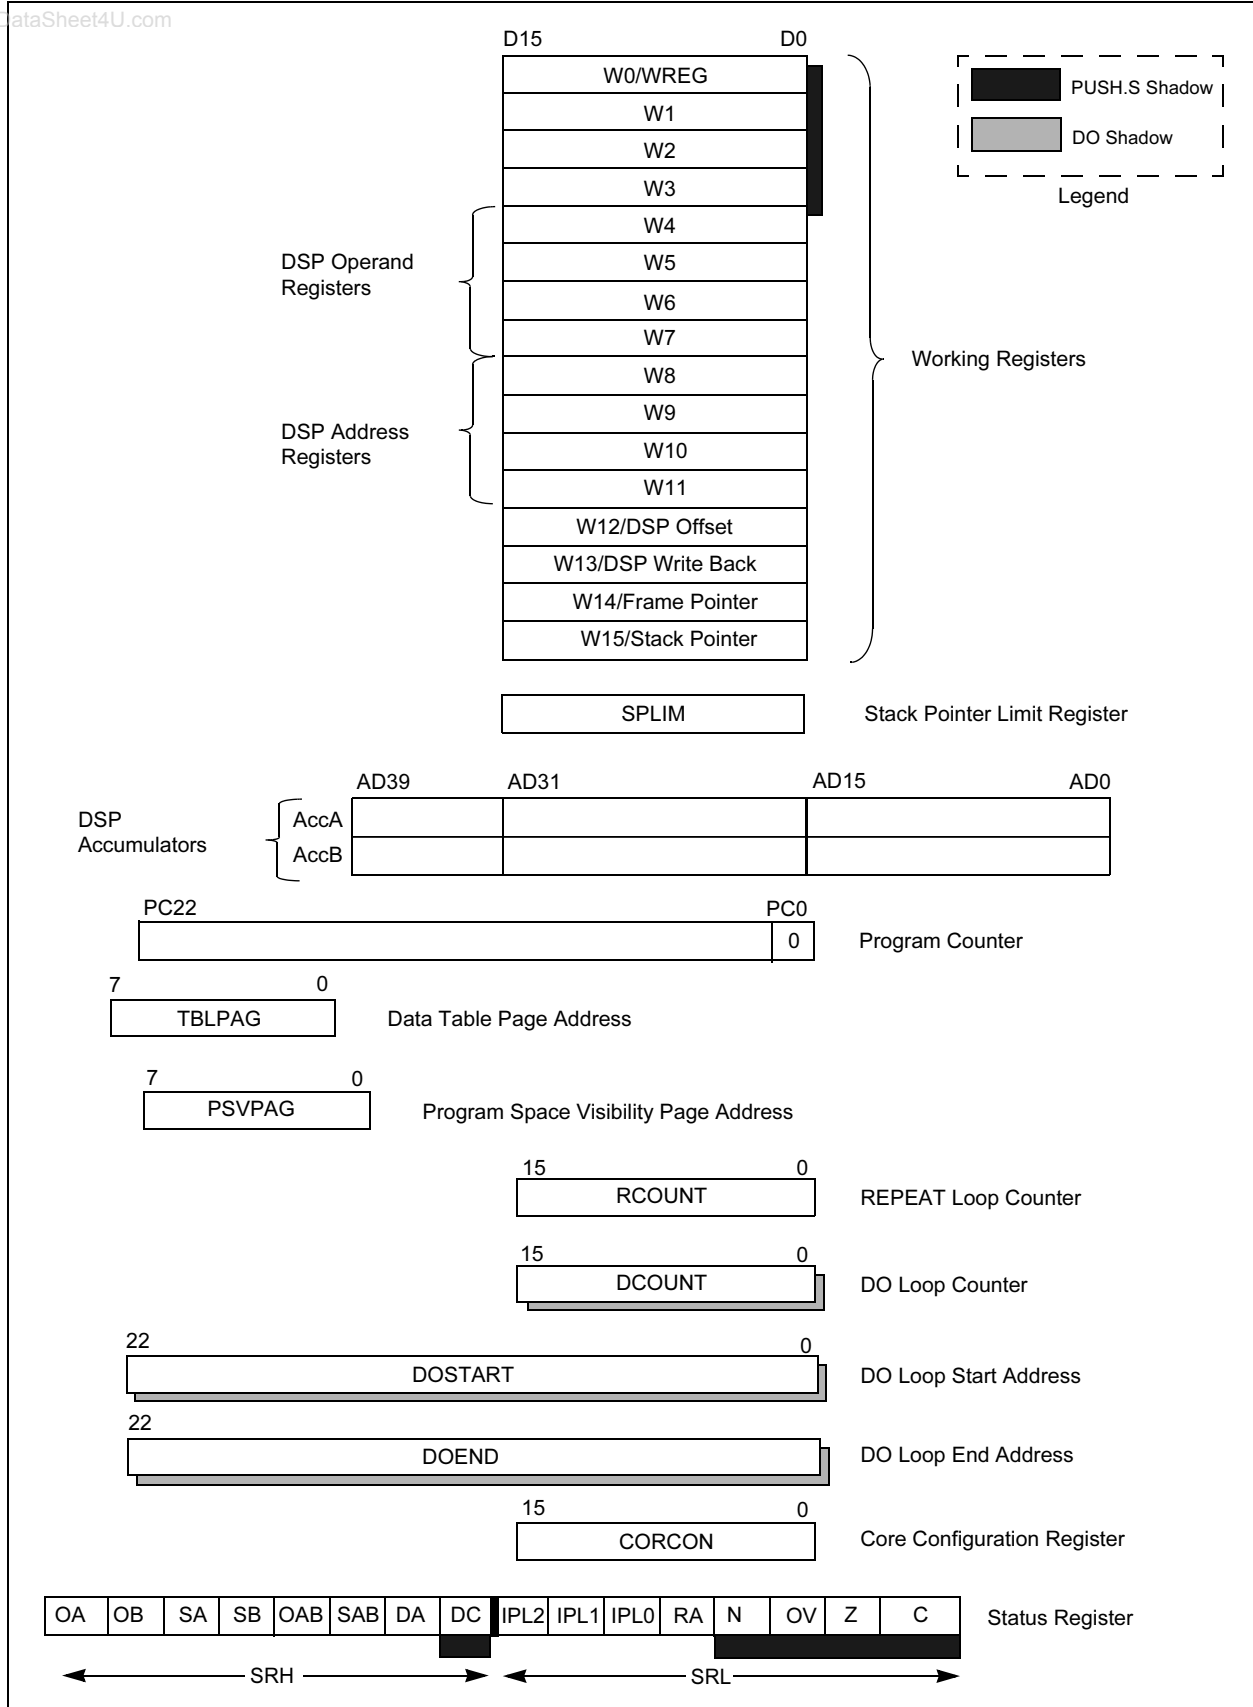 DataSheet4U.com
D15 D0
W0/WREG
W1
W2
W3
W4
W5
W6
W7
W8
W9
W10
W11
W12/DSP Offset
W13/DSP Write Back
W14/Frame Pointer
W15/Stack Pointer
PUSH.S Shadow
DO Shadow
Legend
DSP Operand
Registers
DSP Address
Registers
Working Registers
SPLIM Stack Pointer Limit Register
AD39 AD31 AD15 AD0
DSP
Accumulators
AccA
AccB
PC22 PC0
0 Program Counter
7 0
TBLPAG Data Table Page Address
7 0
PSVPAG Program Space Visibility Page Address
15 0
RCOUNT REPEAT Loop Counter
15 0
DCOUNT DO Loop Counter
22 0
DOSTART DO Loop Start Address
22
DOEND DO Loop End Address
15 0
CORCON Core Configuration Register
OA OB SA SB OAB SAB DA DC IPL2 IPL1 IPL0 RA N OV Z C Status Register
SRH SRL